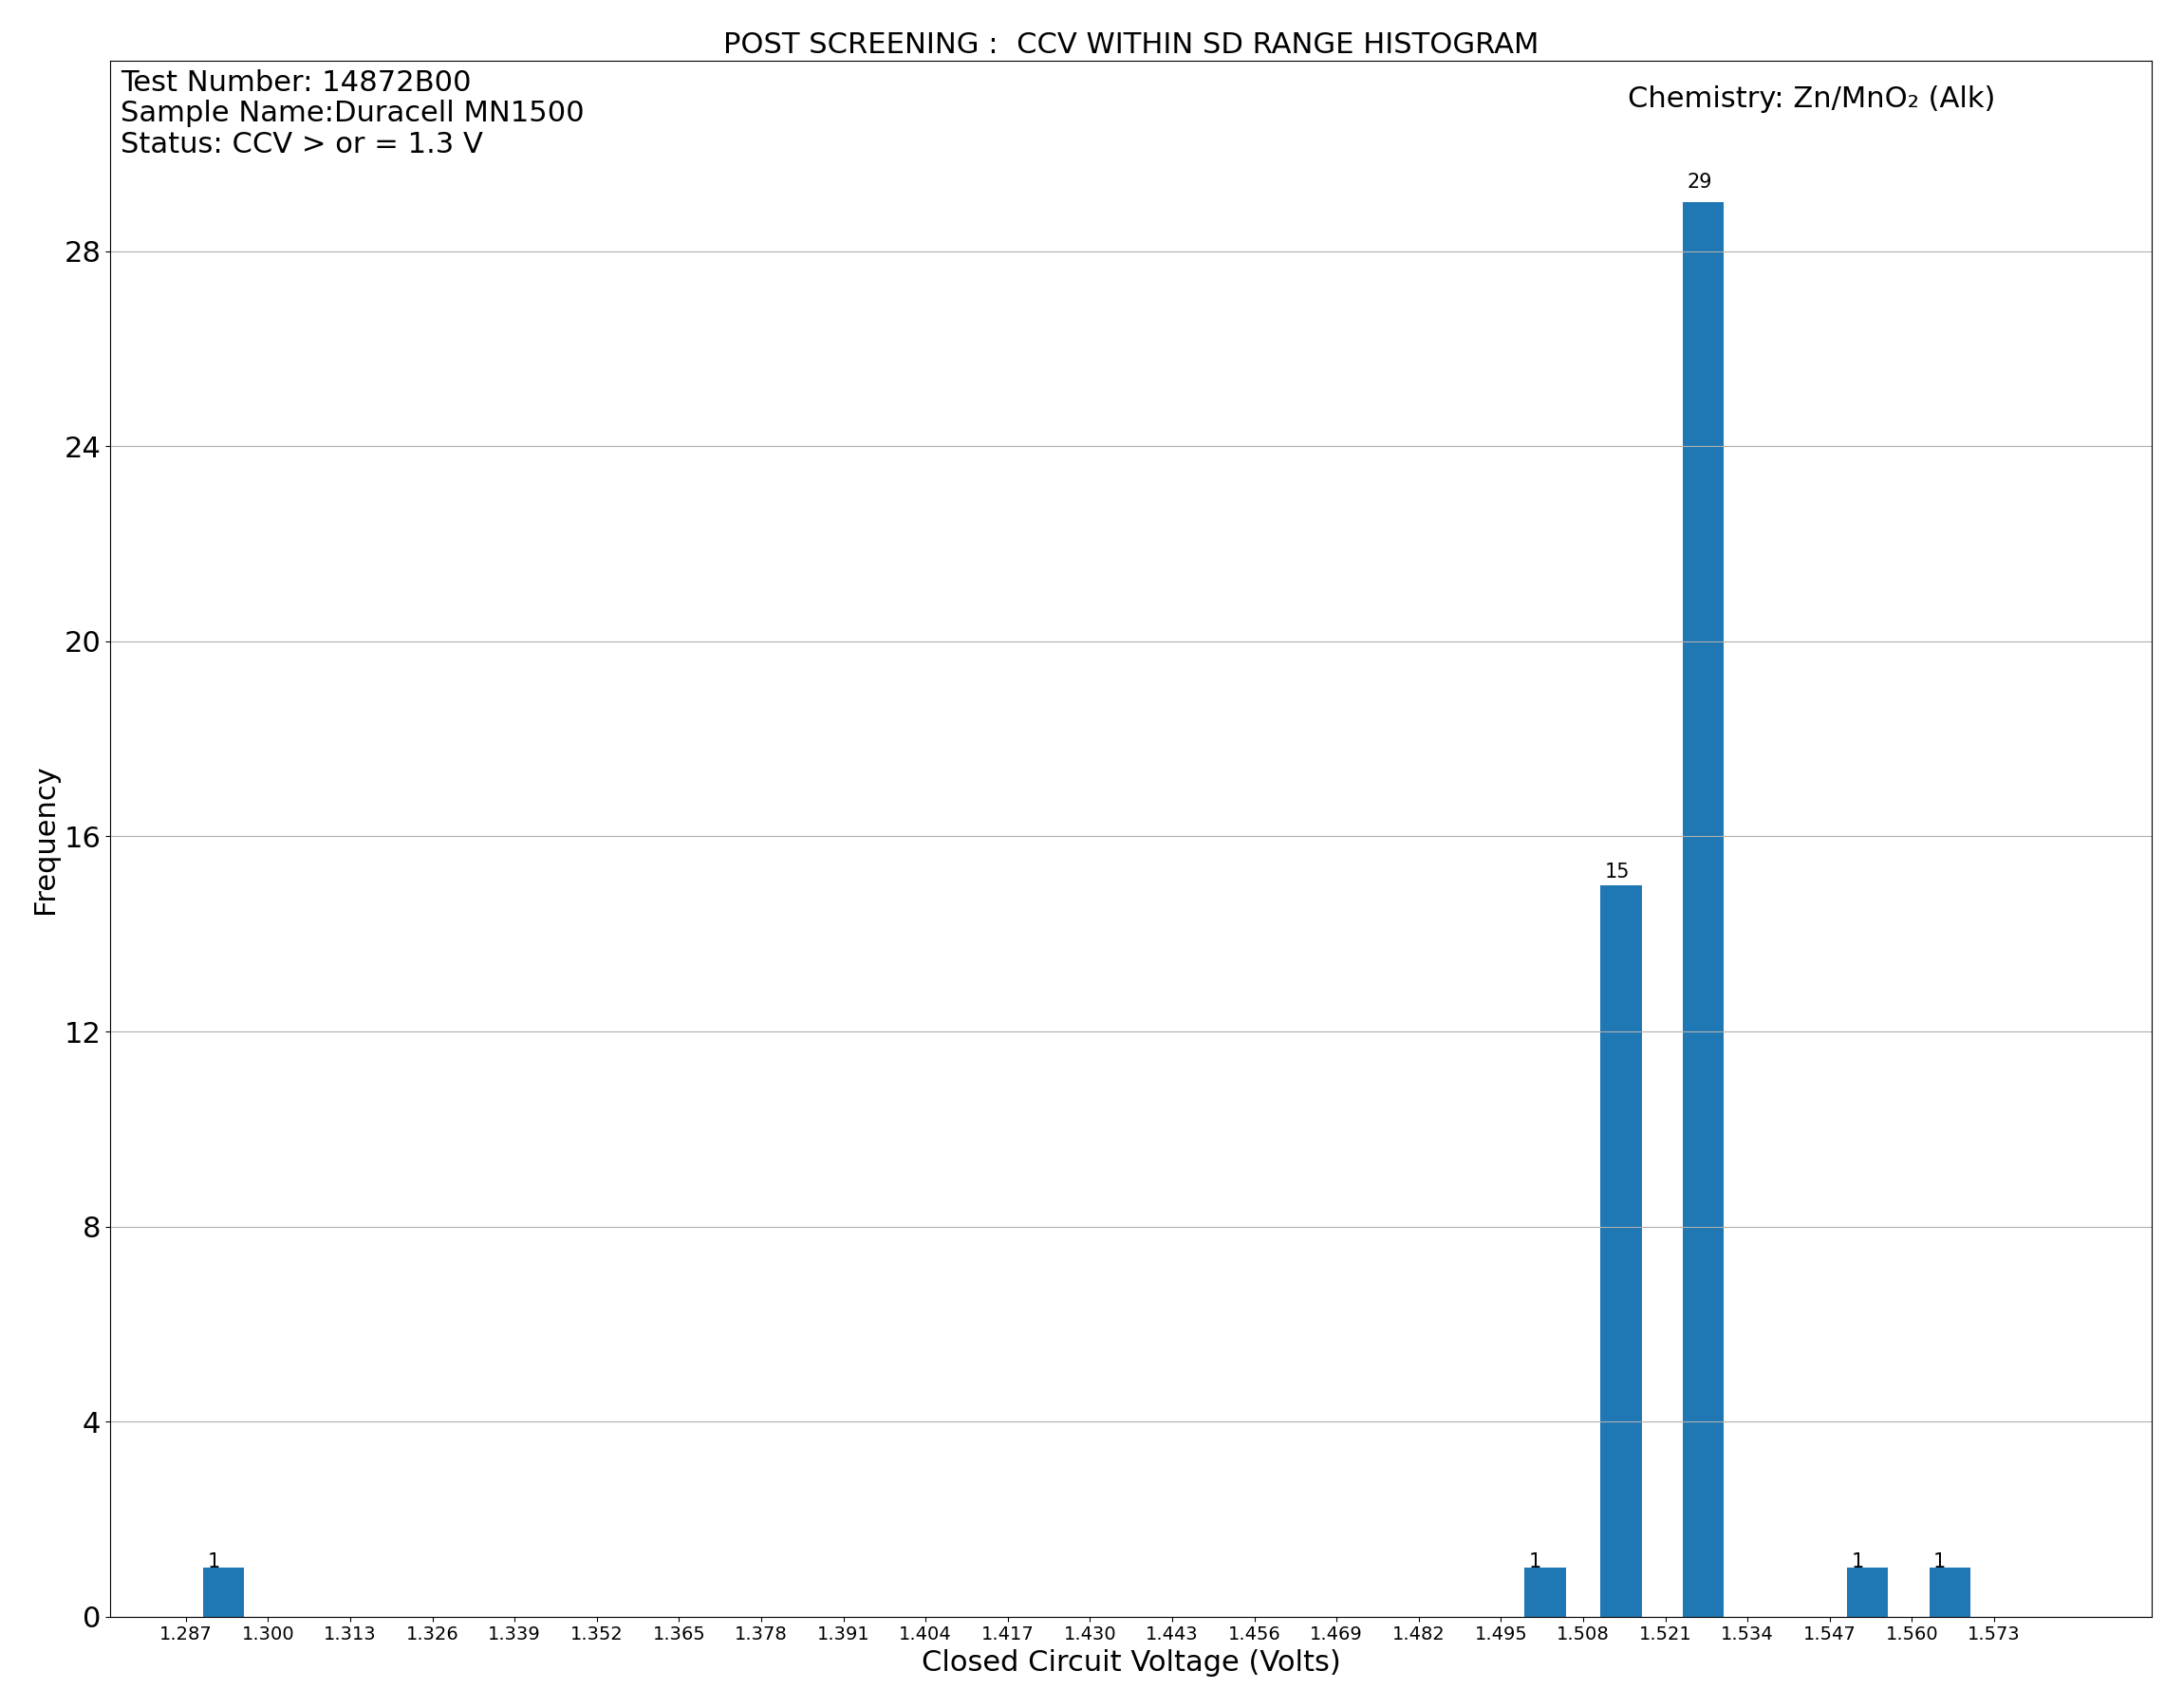 POST SCREENING :  CCV WITHIN SD RANGE HISTOGRAM
Test Number: 14872B00
Sample Name:Duracell MN1500
Status: CCV > or = 1.3 V
Chemistry: Zn/MnO₂ (Alk)
29
28
24
20
16
15
12
8
4
1
1
1
1
0
Frequency
1.287 1.300 1.313 1.326 1.339 1.352 1.365 1.378 1.391 1.404 1.417 1.430 1.443 1.456 1.469 1.482 1.495 1.508 1.521 1.534 1.547 1.560 1.573
Closed Circuit Voltage (Volts)